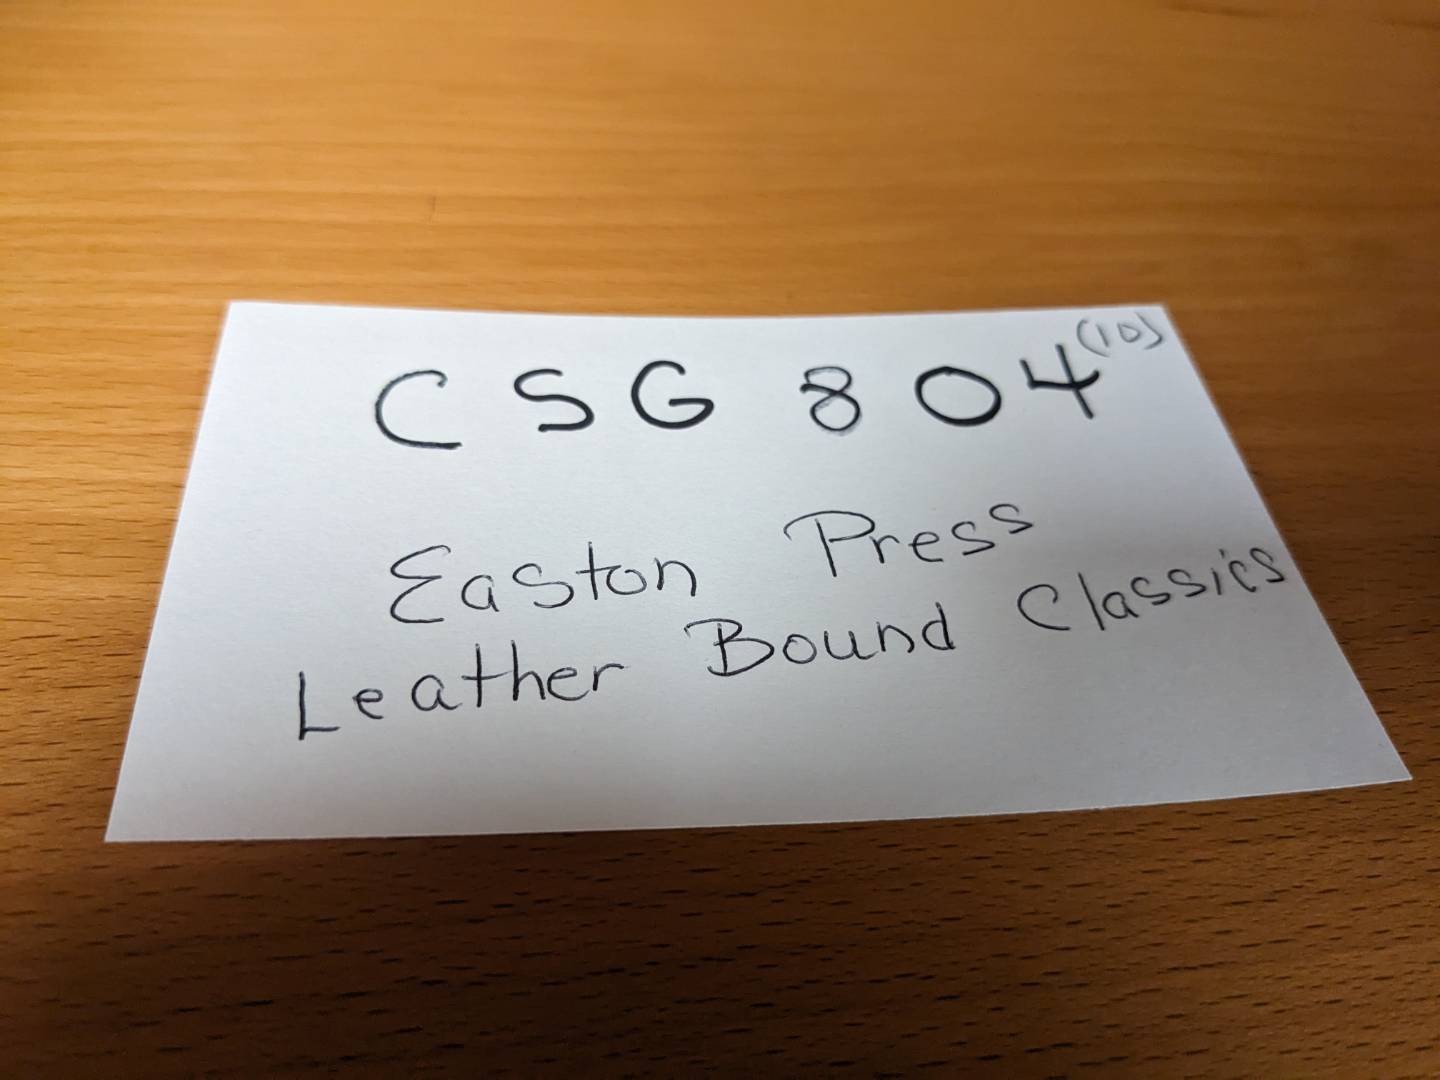 CSG 804 (10)
Easton Press
Leather Bound Classics